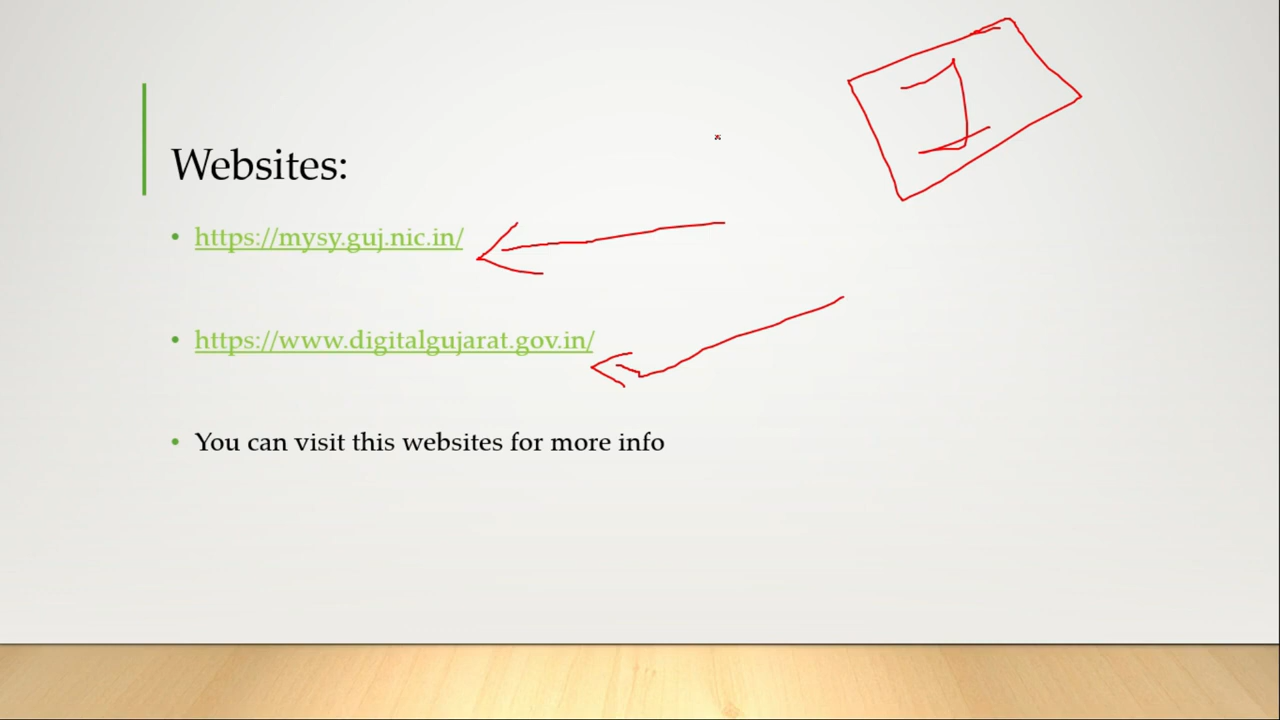 Websites:
https://mysy.guj.nic.in/
https://www.digitalgujarat.gov.in/
You can visit this websites for more info